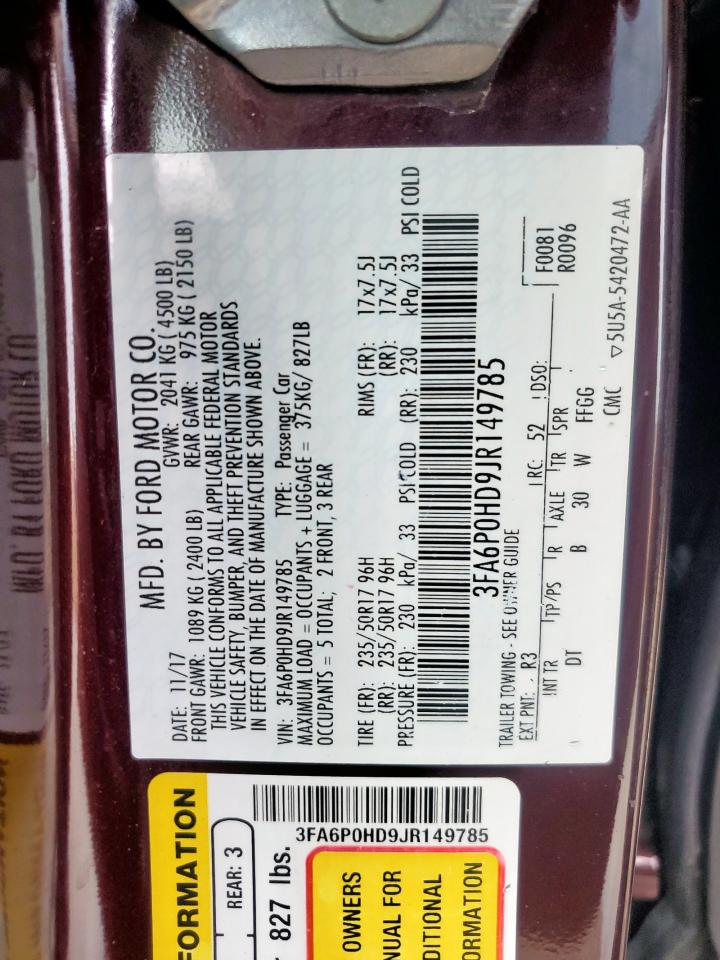 MFD. BY FORD MOTOR CO.
DATE: 11/17 GVWR: 2041 KG ( 4500 LB)
FRONT GAWR: 1089 KG ( 2400 LB) REAR GAWR: 975 KG ( 2150 LB)
THIS VEHICLE CONFORMS TO ALL APPLICABLE FEDERAL MOTOR
VEHICLE SAFETY, BUMPER, AND THEFT PREVENTION STANDARDS
IN EFFECT ON THE DATE OF MANUFACTURE SHOWN ABOVE.
VIN: 3FA6P0HD9JR149785 TYPE: Passenger Car
MAXIMUM LOAD = OCCUPANTS + LUGGAGE = 375KG/ 827LB
OCCUPANTS = 5 TOTAL; 2 FRONT, 3 REAR
TIRE (FR): 235/50R17 96H RIMS (FR): 17x7.5J
(RR): 235/50R17 96H (RR): 17x7.5J
PRESSURE (FR): 230 kPa/ 33 PSI COLD (RR): 230 kPa/ 33 PSI COLD
3FA6P0HD9JR149785
TRAILER TOWING - SEE OWNER GUIDE
F0081
R0096
EXT PNT: R3 RC: 52 DSO:
INT TR TP/PS R AXLE TR SPR
DT B 30 W FFGG
CMC ▽5U5A-5420472-AA
FORMATION
REAR: 3
827 lbs.
3FA6P0HD9JR149785
OWNERS
NUAL FOR
DITIONAL
ORMATION